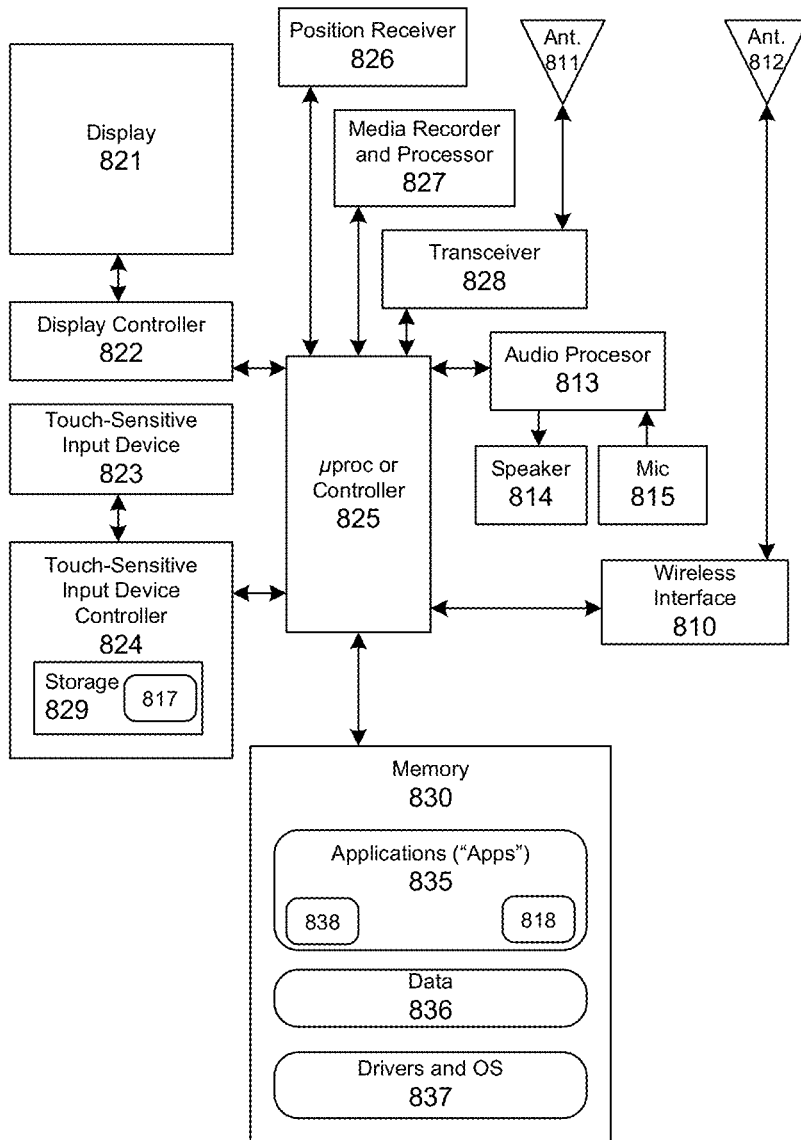 Position Receiver
826
Ant.
811
Ant.
812
Display
821
Media Recorder
and Processor
827
Transceiver
828
Display Controller
822
Audio Procesor
813
Touch-Sensitive
Input Device
823
µproc or
Controller
825
Speaker
814
Mic
815
Touch-Sensitive
Input Device
Controller
824
Storage
829
817
Wireless
Interface
810
Memory
830
Applications (“Apps”)
835
838
818
Data
836
Drivers and OS
837